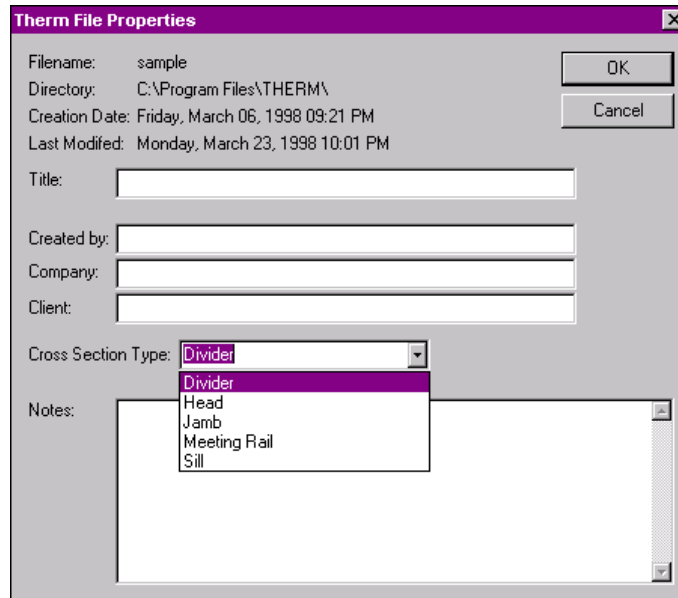 Therm File Properties
Filename: sample
OK
Directory: C:\Program Files\THERM\
Creation Date: Friday, March 06, 1998 09:21 PM
Cancel
Last Modifed: Monday, March 23, 1998 10:01 PM
Title:
Created by:
Company:
Client:
Cross Section Type: Divider
Divider
Head
Notes:
Jamb
Meeting Rail
Sill